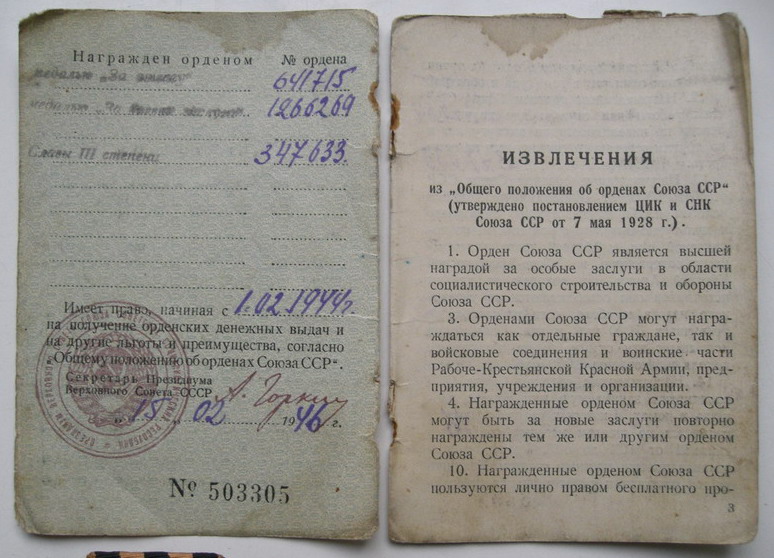 Награжден орденом № ордена
медалью „За отвагу" 641715
медалью „За боевые заслуги" 1266269
Славы III степени 347633
Имеет право, начиная с 1.02.1944г.
на получение орденских денежных выдач и
на другие льготы и преимущества, согласно
„Общему положению об орденах Союза ССР".
Секретарь Президиума
Верховного Совета СССР А. Горкин
„15" 02 1946 г.
№ 503305
ИЗВЛЕЧЕНИЯ
из „Общего положения об орденах Союза ССР"
(утверждено постановлением ЦИК и СНК
Союза ССР от 7 мая 1928 г.).
1. Орден Союза ССР является высшей
наградой за особые заслуги в области
социалистического строительства и обороны
Союза ССР.
3. Орденами Союза ССР могут награ-
ждаться как отдельные граждане, так и
войсковые соединения и воинские части
Рабоче-Крестьянской Красной Армии, пред-
приятия, учреждения и организации.
4. Награжденные орденом Союза ССР
могут быть за новые заслуги повторно
награждены тем же или другим орденом
Союза ССР.
10. Награжденные орденом Союза ССР
пользуются лично правом бесплатного про-
3